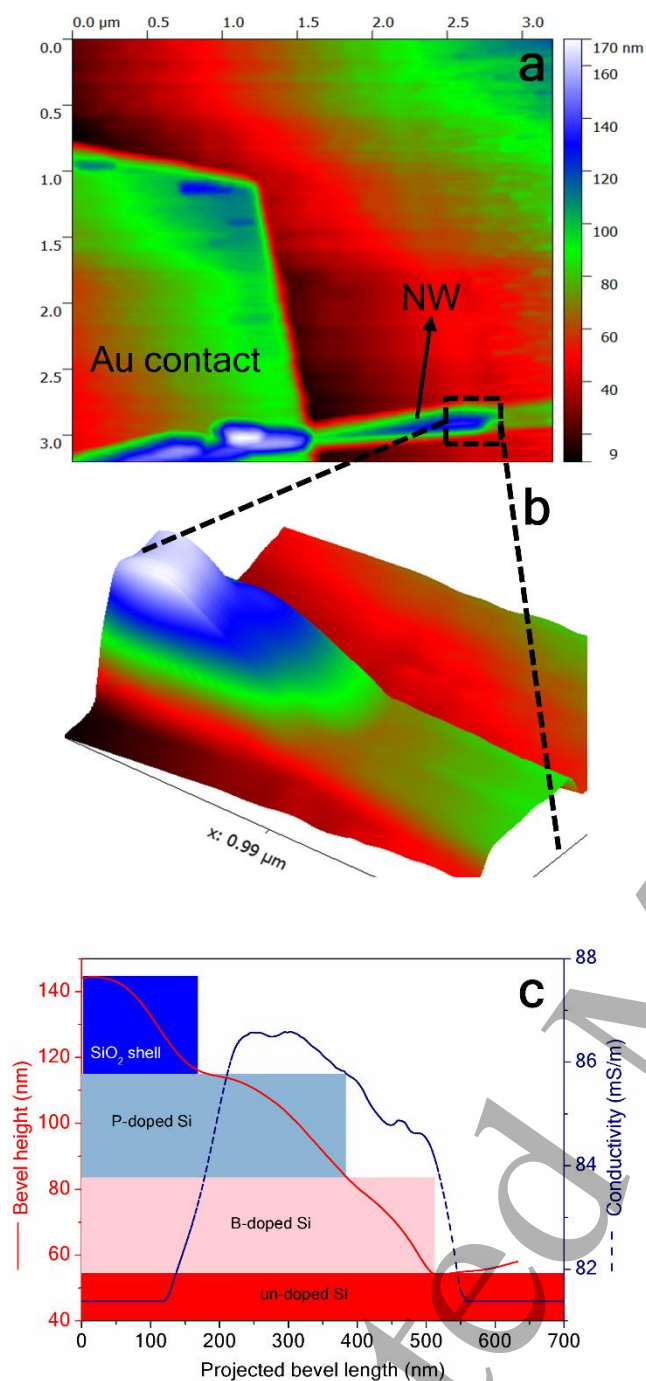 0.0 µm 0.5 1.0 1.5 2.0 2.5 3.0
0.0
0.5
1.0
1.5
2.0
2.5
3.0
a
NW
Au contact
170 nm
160
140
130
120
100
80
60
50
40
30
9
b
x: 0.99 µm
c
Bevel height (nm)
140
120
100
80
60
40
SiO₂ shell
P-doped Si
B-doped Si
un-doped Si
88
86
84
82
Conductivity (mS/m)
0 100 200 300 400 500 600 700
Projected bevel length (nm)